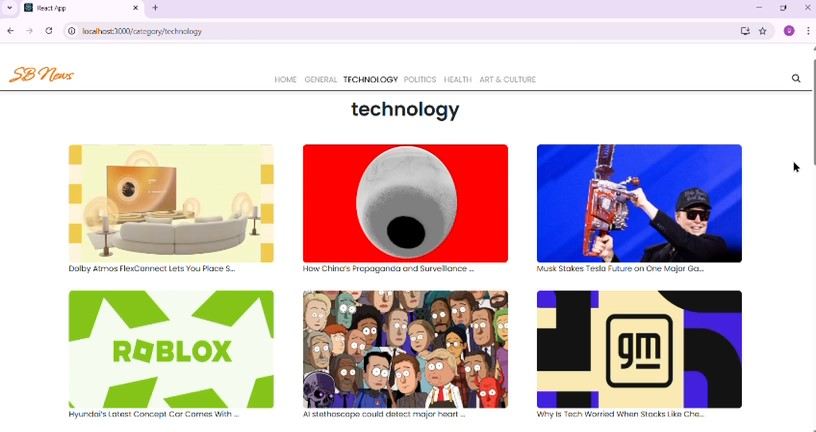 React App
localhost:3000/category/technology
SB News
HOME GENERAL TECHNOLOGY POLITICS HEALTH ART & CULTURE
technology
Dolby Atmos FlexConnect Lets You Place S...
How China's Propaganda and Surveillance ...
Musk Stakes Tesla Future on One Major Ga...
ROBLOX
gm
Hyundai's Latest Concept Car Comes With ...
AI stethoscope could detect major heart ...
Why Is Tech Worried When Stocks Like Che...